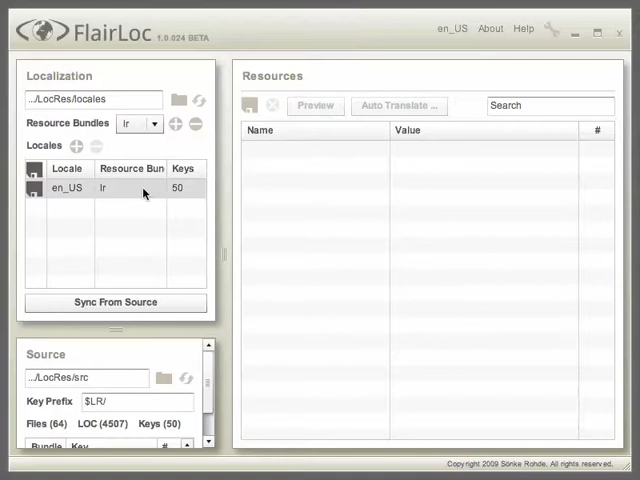 FlairLoc 1.0.024 BETA
en_US About Help
Localization
.../LocRes/locales
Resource Bundles lr
Locales
Locale Resource Bun Keys
en_US lr 50
Sync From Source
Source
.../LocRes/src
Key Prefix $LR/
Files (64) LOC (4507) Keys (50)
Bundle Key #
Resources
Preview Auto Translate ... Search
Name Value #
Copyright 2009 Sönke Rohde. All rights reserved.